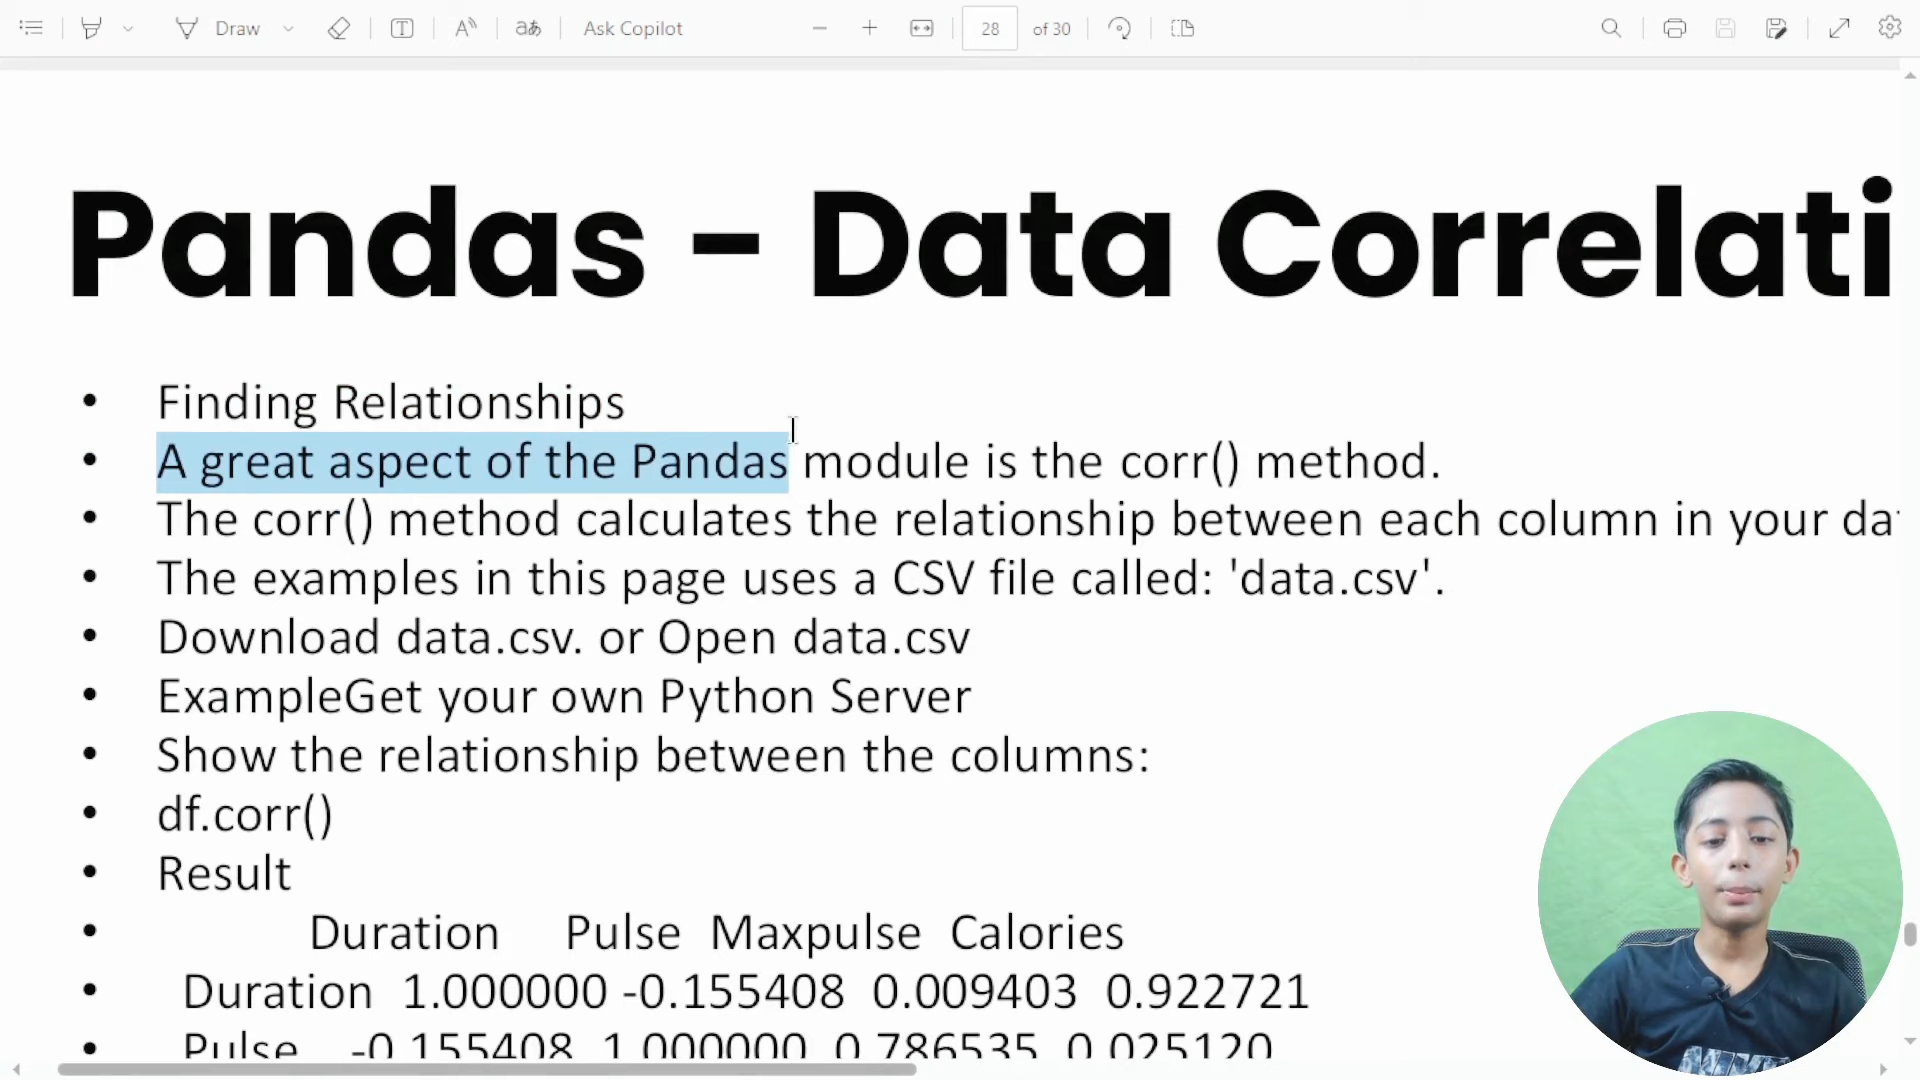 Draw
Ask Copilot
28
of 30
Pandas - Data Correlati
• Finding Relationships
• A great aspect of the Pandas module is the corr() method.
• The corr() method calculates the relationship between each column in your da
• The examples in this page uses a CSV file called: 'data.csv'.
• Download data.csv. or Open data.csv
• ExampleGet your own Python Server
• Show the relationship between the columns:
• df.corr()
• Result
• Duration Pulse Maxpulse Calories
• Duration 1.000000 -0.155408 0.009403 0.922721
• Pulse -0.155408 1.000000 0.786535 0.025120